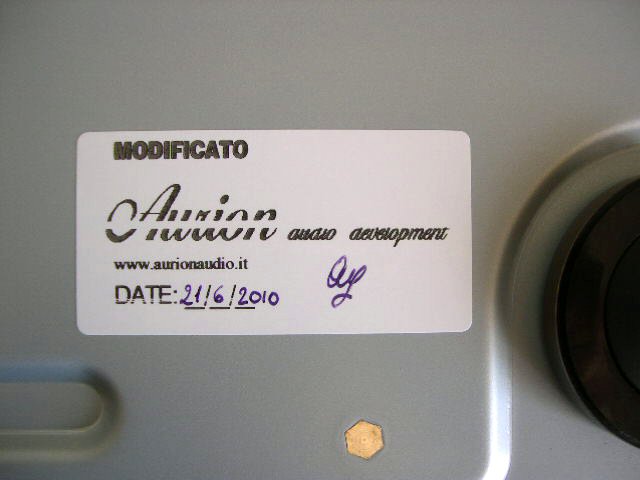 MODIFICATO
Aurion audio development
www.aurionaudio.it
DATE: 21/6/2010